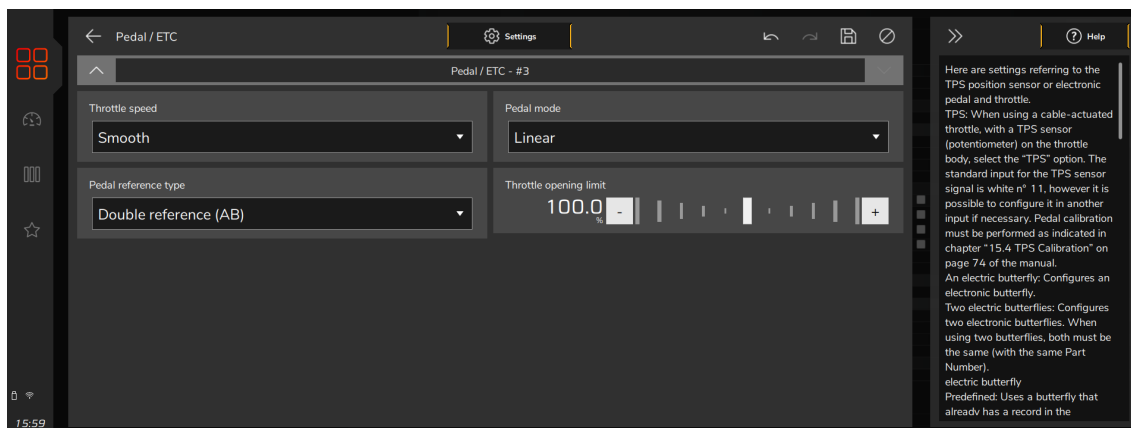 Pedal / ETC
Settings
Help
Pedal / ETC - #3
Throttle speed
Smooth
Pedal mode
Linear
Pedal reference type
Double reference (AB)
Throttle opening limit
100.0
%
-
+
15:59
Here are settings referring to the
TPS position sensor or electronic
pedal and throttle.
TPS: When using a cable-actuated
throttle, with a TPS sensor
(potentiometer) on the throttle
body, select the “TPS” option. The
standard input for the TPS sensor
signal is white n° 11, however it is
possible to configure it in another
input if necessary. Pedal calibration
must be performed as indicated in
chapter “15.4 TPS Calibration” on
page 74 of the manual.
An electric butterfly: Configures an
electronic butterfly.
Two electric butterflies: Configures
two electronic butterflies. When
using two butterflies, both must be
the same (with the same Part
Number).
electric butterfly
Predefined: Uses a butterfly that
already has a record in the